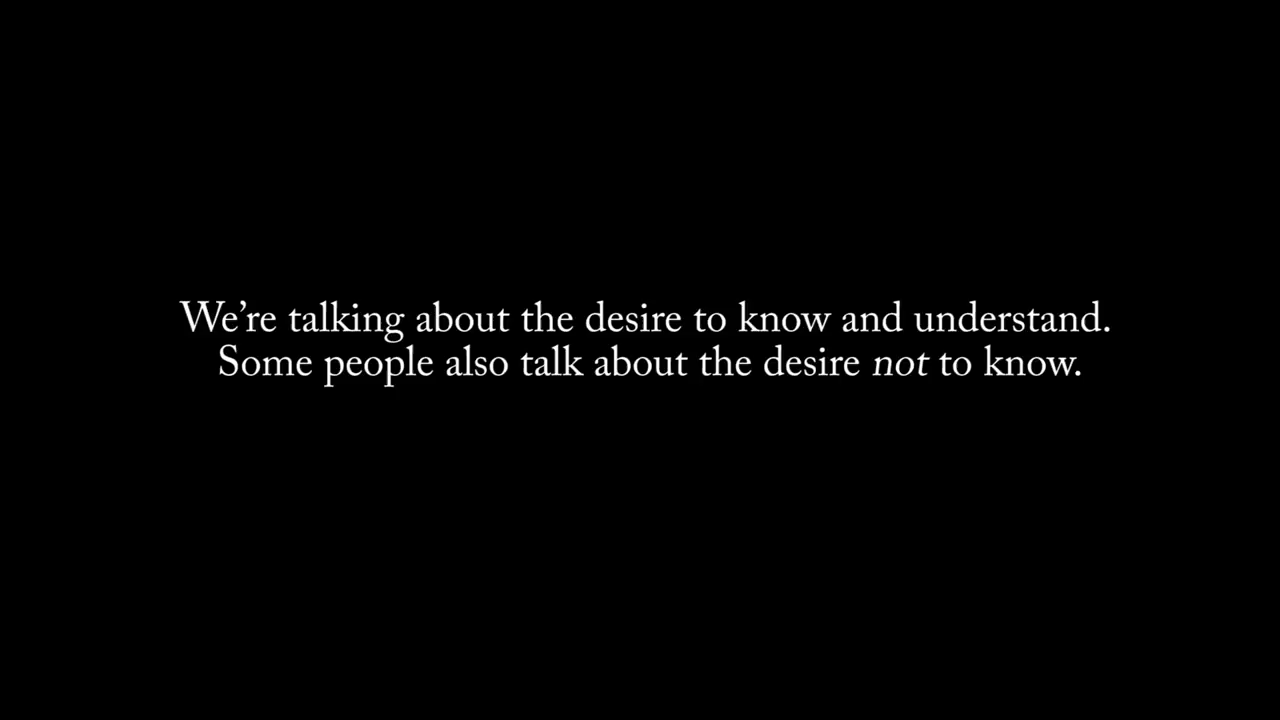 We’re talking about the desire to know and understand.
Some people also talk about the desire not to know.